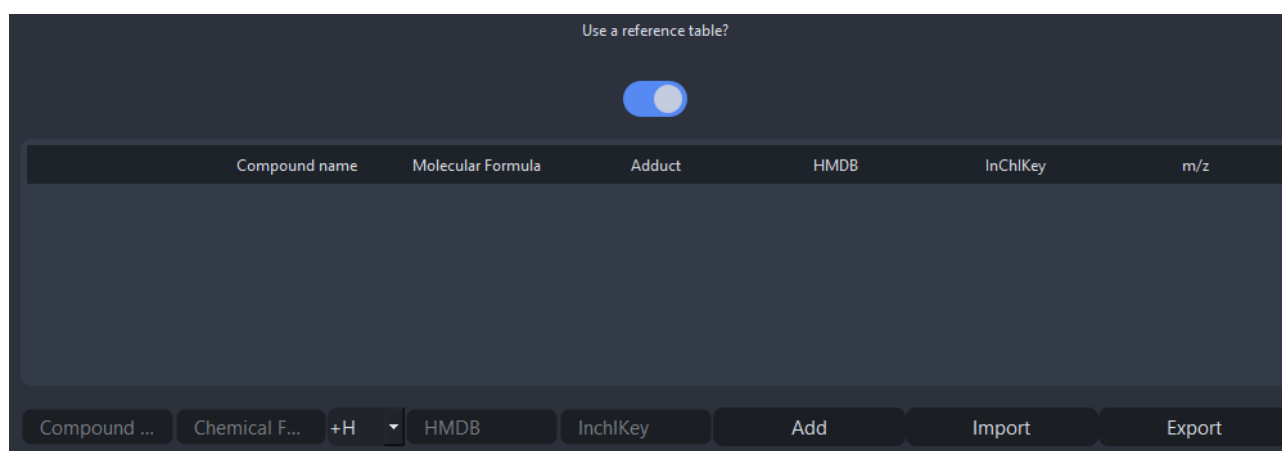 Use a reference table?
Compound name Molecular Formula Adduct HMDB InChIKey m/z
Compound ... Chemical F... +H HMDB InchIKey Add Import Export